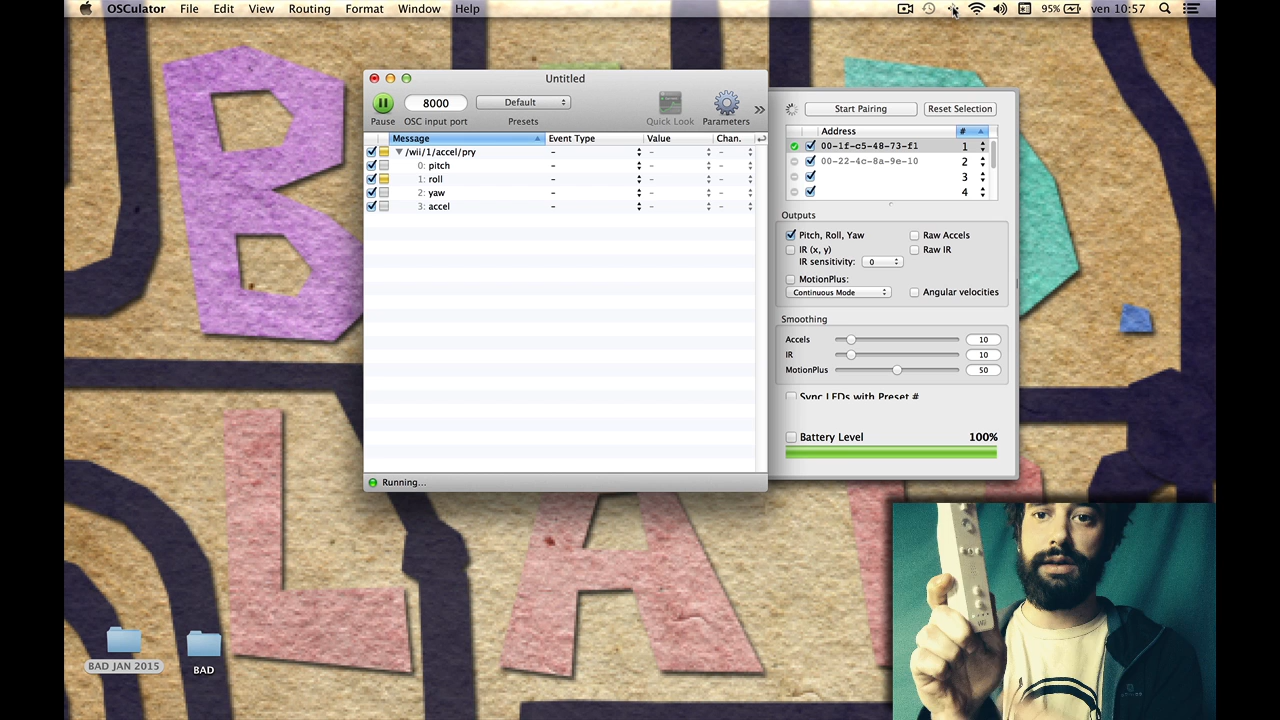 OSCulator File Edit View Routing Format Window Help 95% ven 10:57
Untitled
8000 Default
Pause OSC input port Presets Quick Look Parameters
Message Event Type Value Chan.
/wii/1/accel/pry –
0: pitch –
1: roll –
2: yaw –
3: accel –
Running...
Start Pairing Reset Selection
Address #
00-1f-c5-48-73-f1 1
00-22-4c-8a-9e-10 2
3
4
Outputs
Pitch, Roll, Yaw Raw Accels
IR (x, y) Raw IR
IR sensitivity: 0
MotionPlus:
Continuous Mode Angular velocities
Smoothing
Accels 10
IR 10
MotionPlus 50
Sync LEDs with Preset #
Battery Level 100%
B
L A
BAD JAN 2015
BAD
Wii